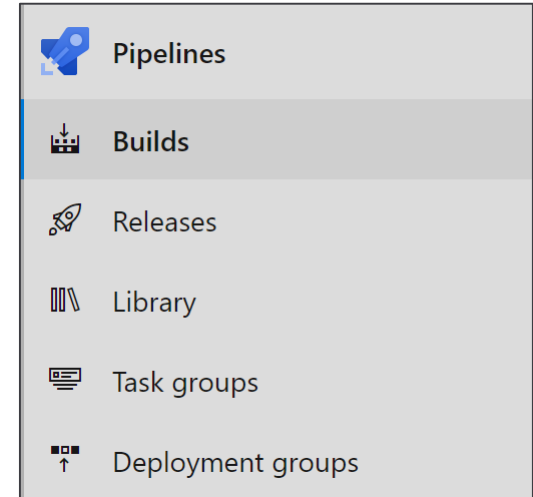 Pipelines
Builds
Releases
Library
Task groups
Deployment groups